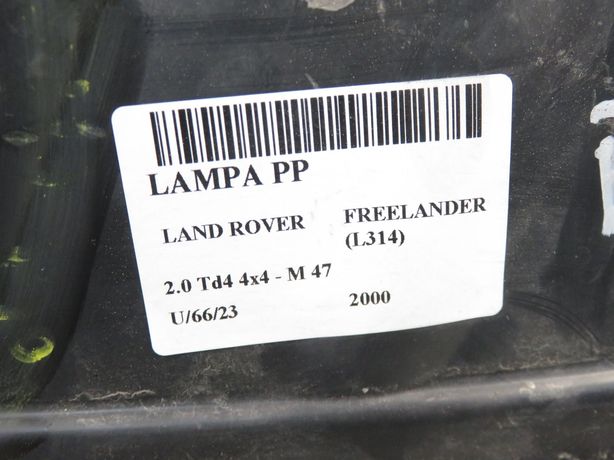 LAMPA PP
LAND ROVER FREELANDER
(L314)
2.0 Td4 4x4 - M 47
U/66/23 2000